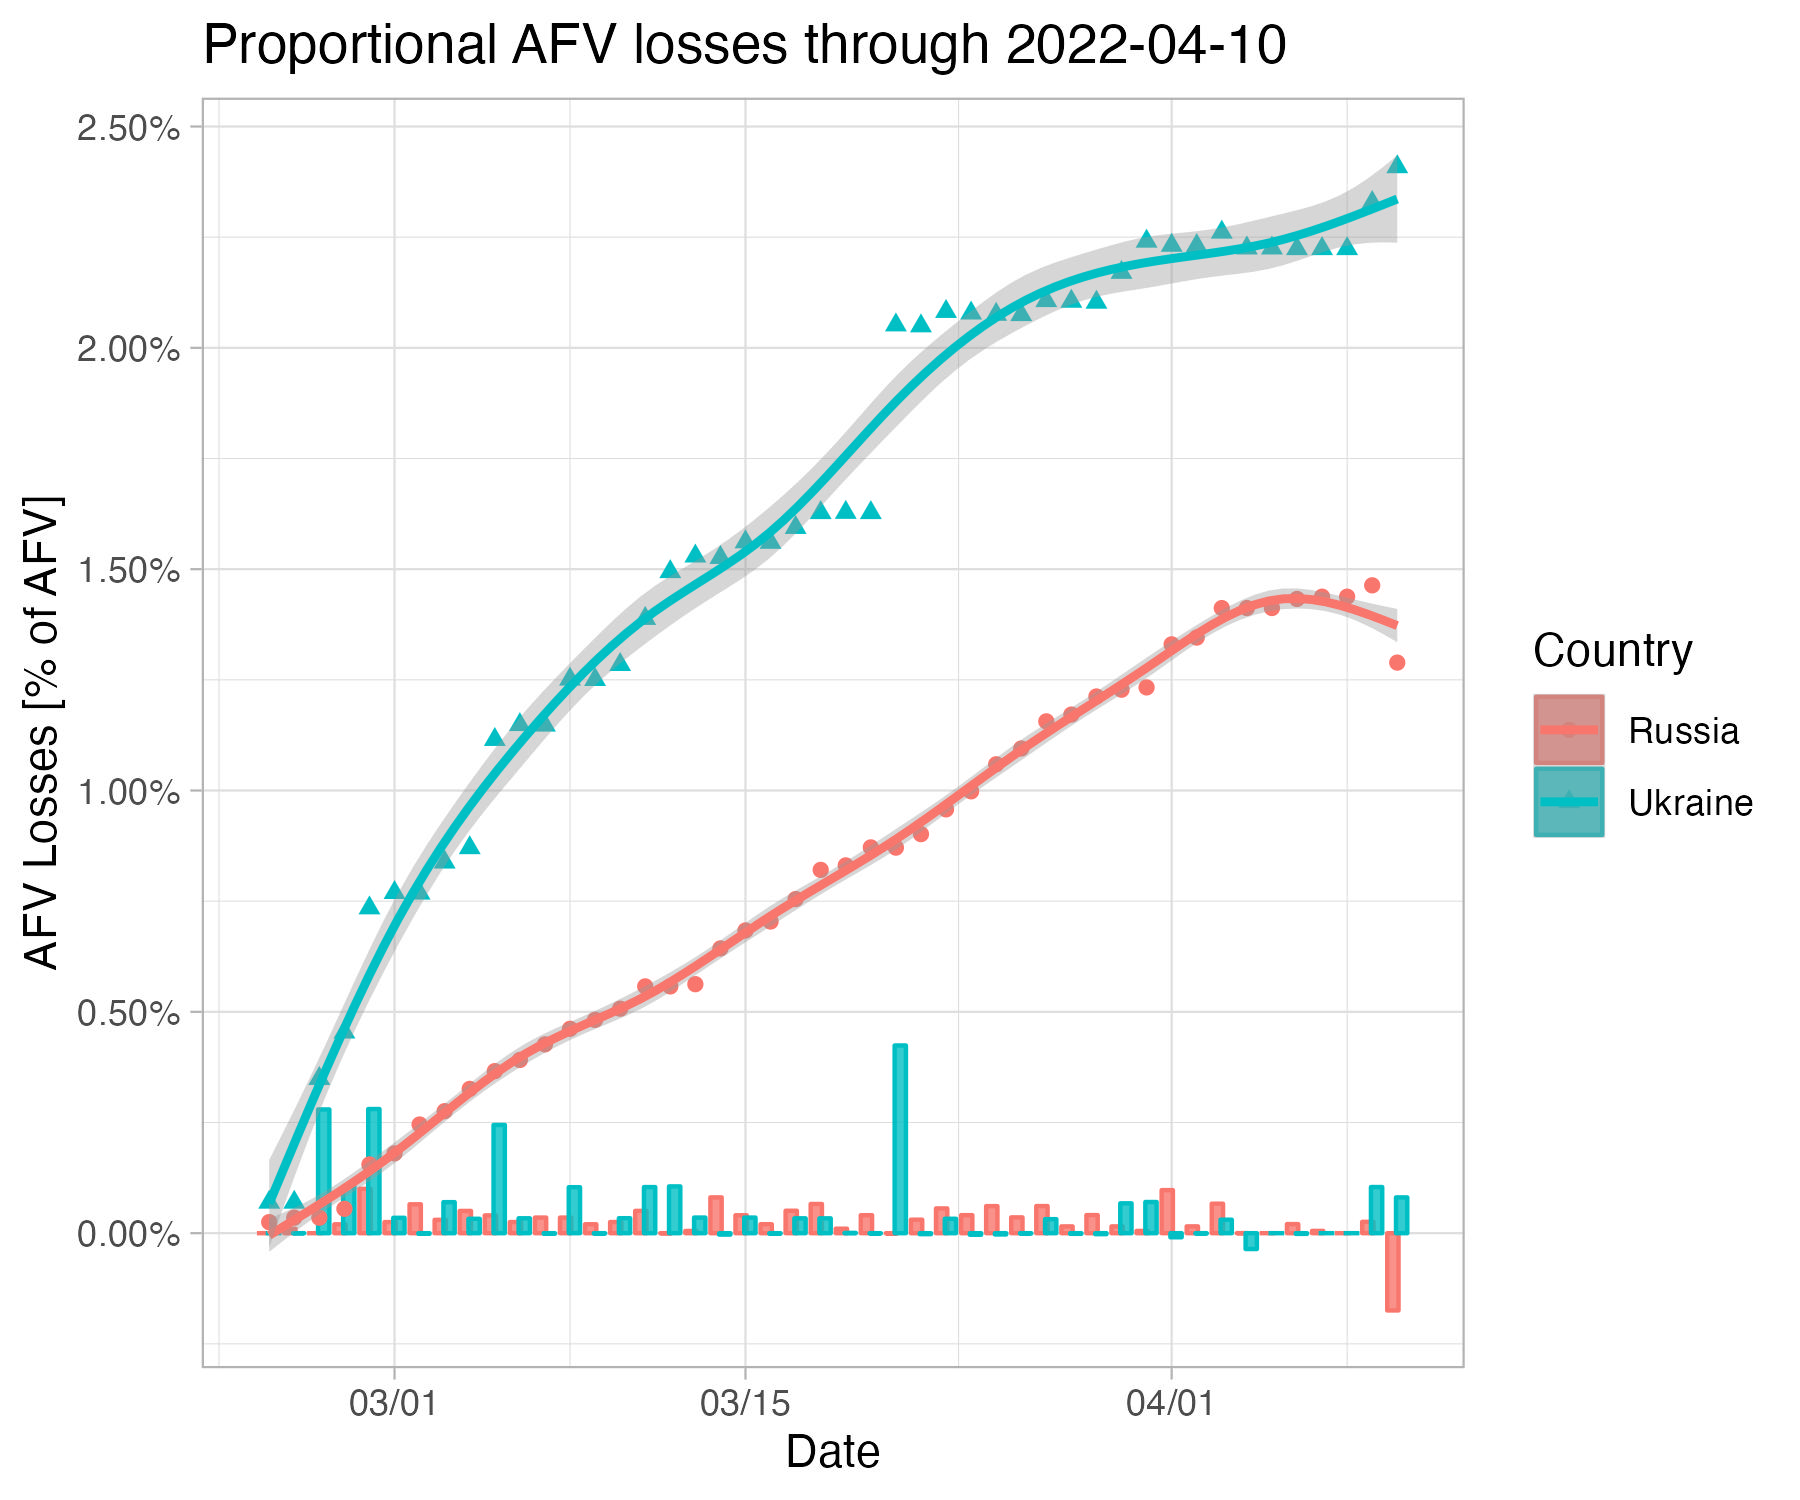 Proportional AFV losses through 2022-04-10
2.50%
2.00%
1.50%
1.00%
0.50%
0.00%
AFV Losses [% of AFV]
03/01
03/15
04/01
Date
Country
Russia
Ukraine